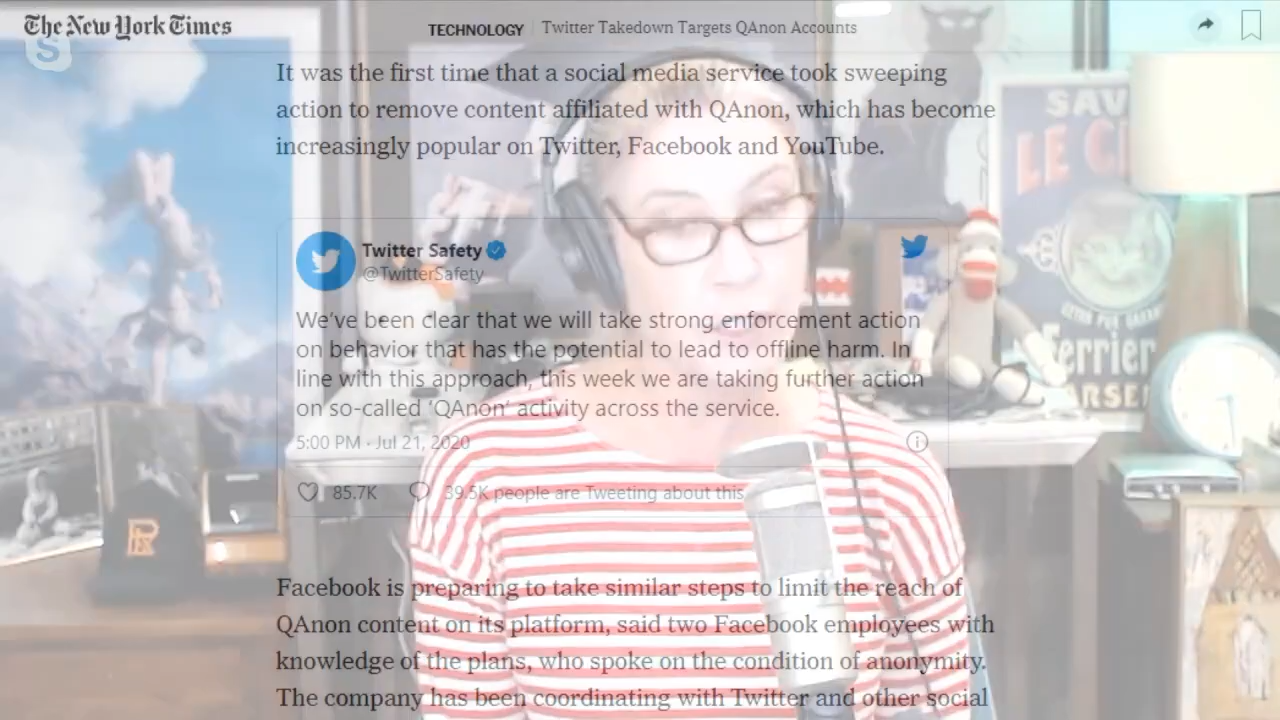 The New York Times
TECHNOLOGY Twitter Takedown Targets QAnon Accounts
It was the first time that a social media service took sweeping
action to remove content affiliated with QAnon, which has become
increasingly popular on Twitter, Facebook and YouTube.
Twitter Safety
@TwitterSafety
We've been clear that we will take strong enforcement action
on behavior that has the potential to lead to offline harm. In
line with this approach, this week we are taking further action
on so-called 'QAnon' activity across the service.
5:00 PM · Jul 21, 2020
85.7K 39.5K people are Tweeting about this
Facebook is preparing to take similar steps to limit the reach of
QAnon content on its platform, said two Facebook employees with
knowledge of the plans, who spoke on the condition of anonymity.
The company has been coordinating with Twitter and other social
S
SAV
LE C
Perrier